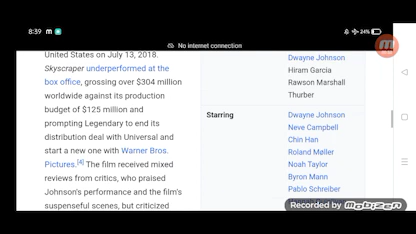 8:39 m
24%
No internet connection
United States on July 13, 2018.
Skyscraper underperformed at the
box office, grossing over $304 million
worldwide against its production
budget of $125 million and
prompting Legendary to end its
distribution deal with Universal and
start a new one with Warner Bros.
Pictures.[4] The film received mixed
reviews from critics, who praised
Johnson's performance and the film's
suspenseful scenes, but criticized
Dwayne Johnson
Hiram Garcia
Rawson Marshall
Thurber
Starring
Dwayne Johnson
Neve Campbell
Chin Han
Roland Møller
Noah Taylor
Byron Mann
Pablo Schreiber
Recorded by mobizen